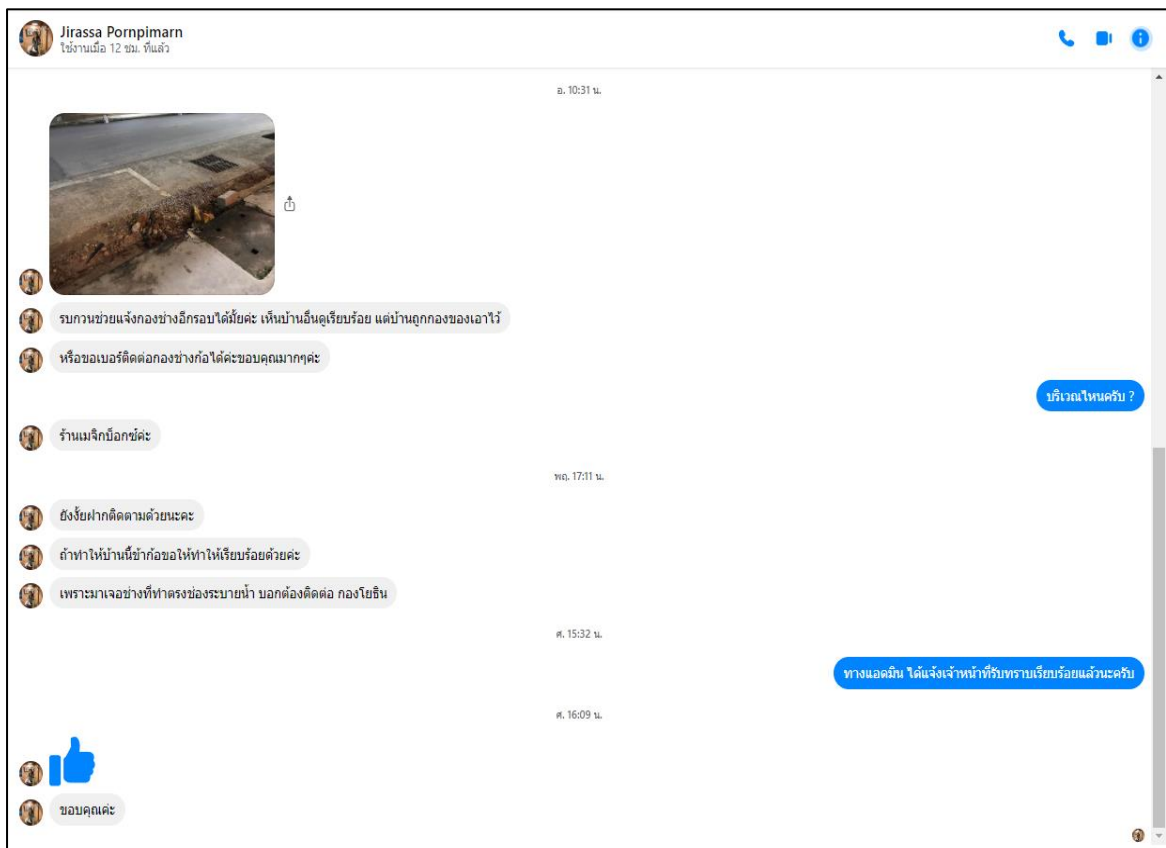 Jirassa Pornpimarn
ใช้งานเมื่อ 12 ชม. ที่แล้ว
อ. 10:31 น.
รบกวนช่วยแจ้งกองช่างอีกรอบได้มั้ยค่ะ เห็นบ้านอื่นดูเรียบร้อย แต่บ้านถูกกองของเอาไว้
หรือขอเบอร์ติดต่อกองช่างก้อได้ค่ะขอบคุณมากๆค่ะ
บริเวณไหนครับ ?
ร้านเมจิกบ็อกซ์ค่ะ
พฤ. 17:11 น.
ยังงั้ยฝากติดตามด้วยนะคะ
ถ้าทำให้บ้านนี้ช้าก้อขอให้ทำให้เรียบร้อยด้วยค่ะ
เพราะมาเจอช่างที่ทำตรงช่องระบายน้ำ บอกต้องติดต่อ กองโยธิน
ศ. 15:32 น.
ทางแอดมิน ได้แจ้งเจ้าหน้าที่รับทราบเรียบร้อยแล้วนะครับ
ศ. 16:09 น.
ขอบคุณค่ะ